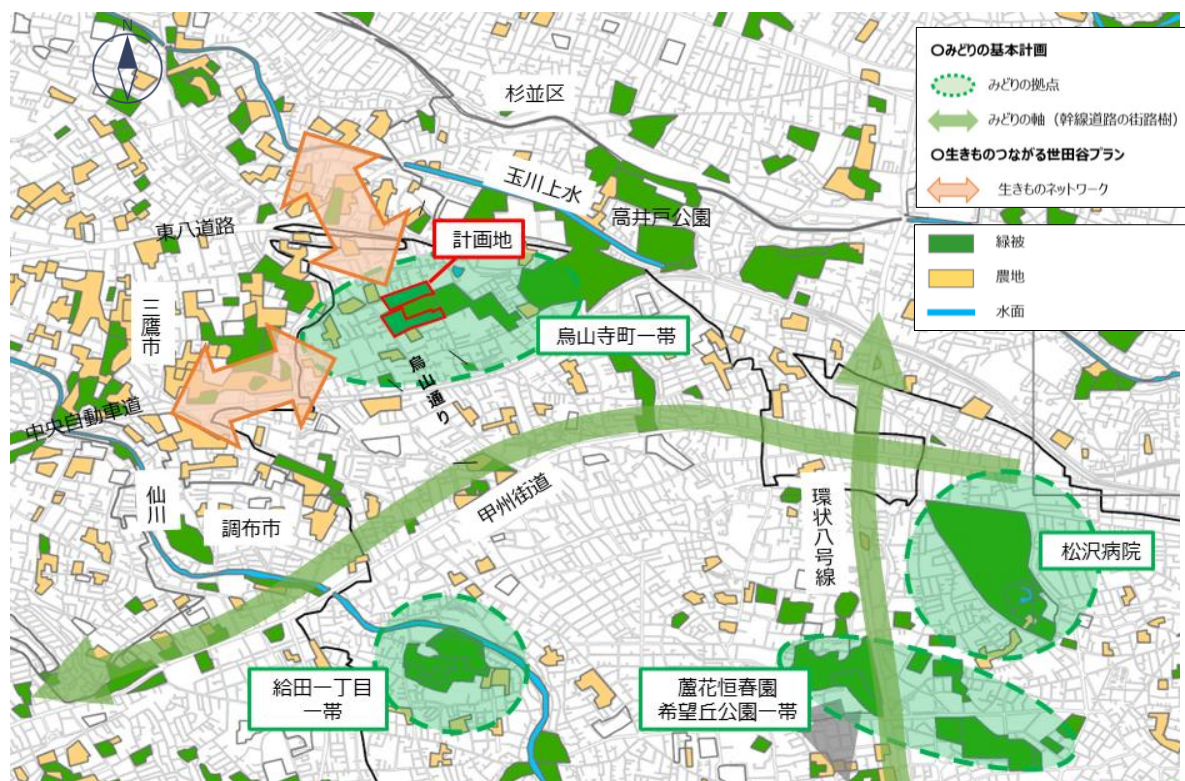 N
〇みどりの基本計画
みどりの拠点
みどりの軸（幹線道路の街路樹）
〇生きものつながる世田谷プラン
生きものネットワーク
緑被
農地
水面
杉並区
玉川上水
高井戸公園
東八道路
計画地
三鷹市
烏山寺町一帯
烏山通り
中央自動車道
仙川
調布市
甲州街道
環状八号線
松沢病院
給田一丁目
一帯
蘆花恒春園
希望丘公園一帯